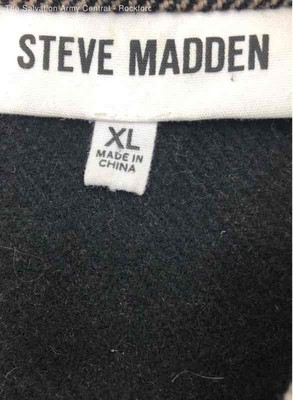 The Salvation Army Central - Rockford
STEVE MADDEN
XL
MADE IN
CHINA